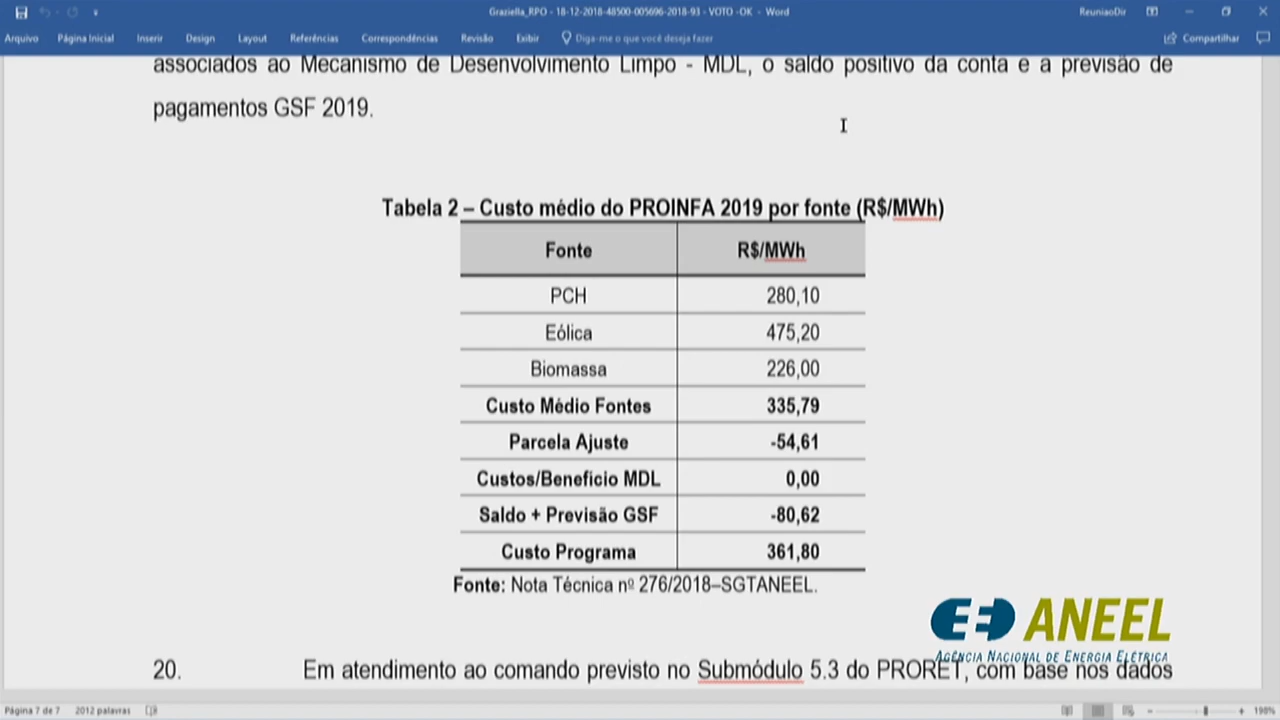 Graziella_RPO - 18-12-2018-48500-005696-2018-93 - VOTO -OK - Word
ReuniaoDir
Arquivo Página Inicial Inserir Design Layout Referências Correspondências Revisão Exibir Diga-me o que você deseja fazer Compartilhar
associados ao Mecanismo de Desenvolvimento Limpo - MDL, o saldo positivo da conta e a previsão de
pagamentos GSF 2019.
Tabela 2 – Custo médio do PROINFA 2019 por fonte (R$/MWh)
Fonte R$/MWh
PCH 280,10
Eólica 475,20
Biomassa 226,00
Custo Médio Fontes 335,79
Parcela Ajuste -54,61
Custos/Benefício MDL 0,00
Saldo + Previsão GSF -80,62
Custo Programa 361,80
Fonte: Nota Técnica nº 276/2018–SGTANEEL.
ANEEL
AGÊNCIA NACIONAL DE ENERGIA ELÉTRICA
20. Em atendimento ao comando previsto no Submódulo 5.3 do PRORET, com base nos dados
Página 7 de 7 2012 palavras
198%